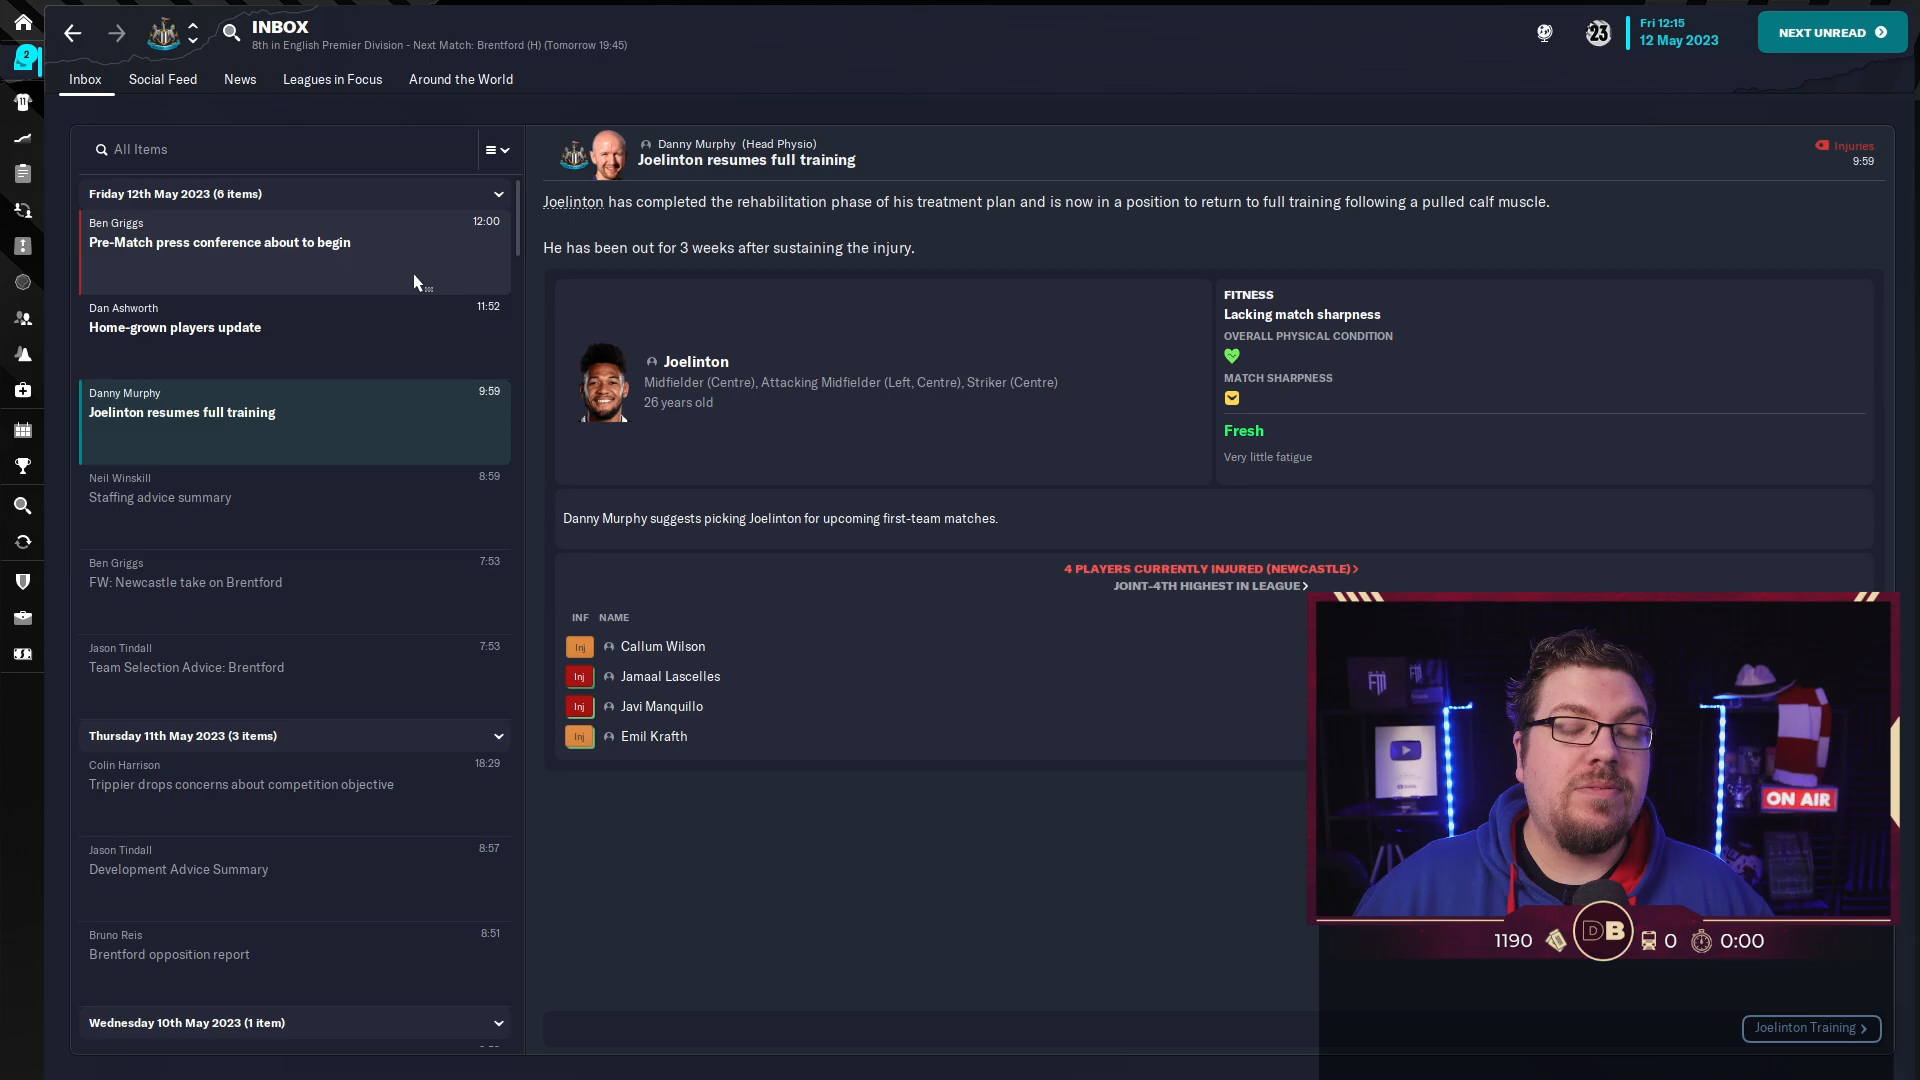 2
INBOX
8th in English Premier Division - Next Match: Brentford (H) (Tomorrow 19:45)
23
Fri 12:15
12 May 2023
NEXT UNREAD
Inbox
Social Feed
News
Leagues in Focus
Around the World
All Items
Friday 12th May 2023 (6 items)
Ben Griggs
12:00
Pre-Match press conference about to begin
Dan Ashworth
11:52
Home-grown players update
Danny Murphy
9:59
Joelinton resumes full training
Neil Winskill
8:59
Staffing advice summary
Ben Griggs
7:53
FW: Newcastle take on Brentford
Jason Tindall
7:53
Team Selection Advice: Brentford
Thursday 11th May 2023 (3 items)
Colin Harrison
18:29
Trippier drops concerns about competition objective
Jason Tindall
8:57
Development Advice Summary
Bruno Reis
8:51
Brentford opposition report
Wednesday 10th May 2023 (1 item)
Danny Murphy (Head Physio)
Joelinton resumes full training
Injuries
9:59
Joelinton has completed the rehabilitation phase of his treatment plan and is now in a position to return to full training following a pulled calf muscle.
He has been out for 3 weeks after sustaining the injury.
Joelinton
Midfielder (Centre), Attacking Midfielder (Left, Centre), Striker (Centre)
26 years old
FITNESS
Lacking match sharpness
OVERALL PHYSICAL CONDITION
MATCH SHARPNESS
Fresh
Very little fatigue
Danny Murphy suggests picking Joelinton for upcoming first-team matches.
4 PLAYERS CURRENTLY INJURED (NEWCASTLE)
JOINT-4TH HIGHEST IN LEAGUE
INF NAME
Inj Callum Wilson
Inj Jamaal Lascelles
Inj Javi Manquillo
Inj Emil Krafth
ON AIR
1190
DB
0
0:00
Joelinton Training